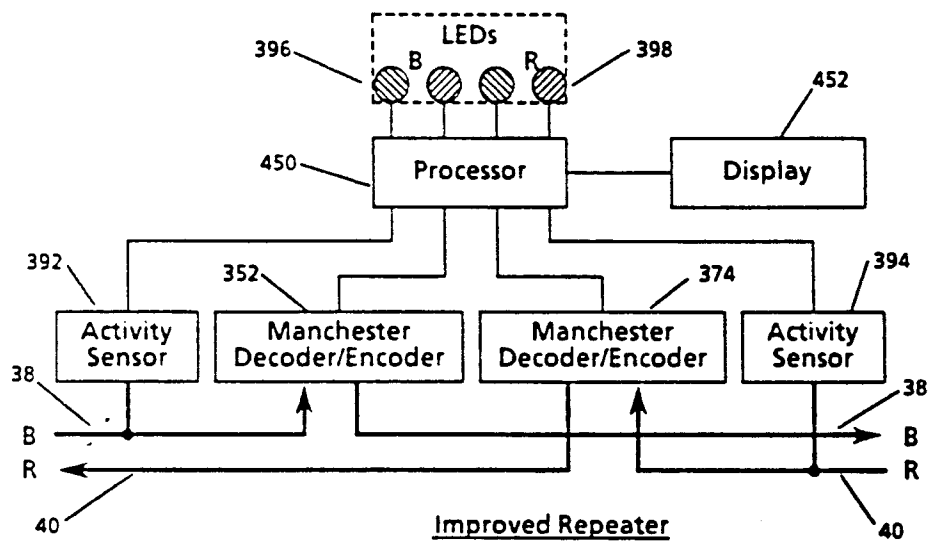 LEDs
396
B
R
398
452
450
Processor
Display
392
352
374
394
Activity
Sensor
Manchester
Decoder/Encoder
Manchester
Decoder/Encoder
Activity
Sensor
38
38
B
B
R
R
40
40
Improved Repeater